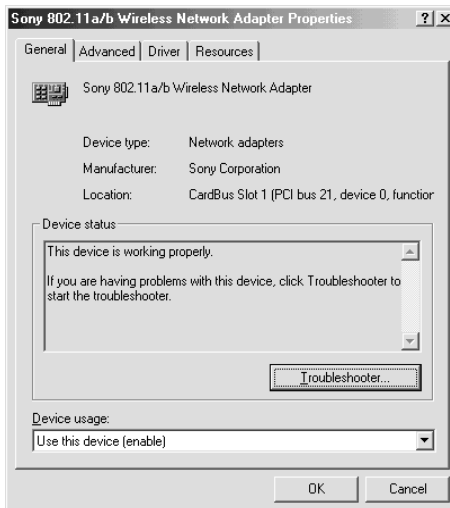 Sony 802.11a/b Wireless Network Adapter Properties
General Advanced Driver Resources
Sony 802.11a/b Wireless Network Adapter
Device type: Network adapters
Manufacturer: Sony Corporation
Location: CardBus Slot 1 (PCI bus 21, device 0, function
Device status
This device is working properly.
If you are having problems with this device, click Troubleshooter to
start the troubleshooter.
Troubleshooter...
Device usage:
Use this device (enable)
OK Cancel